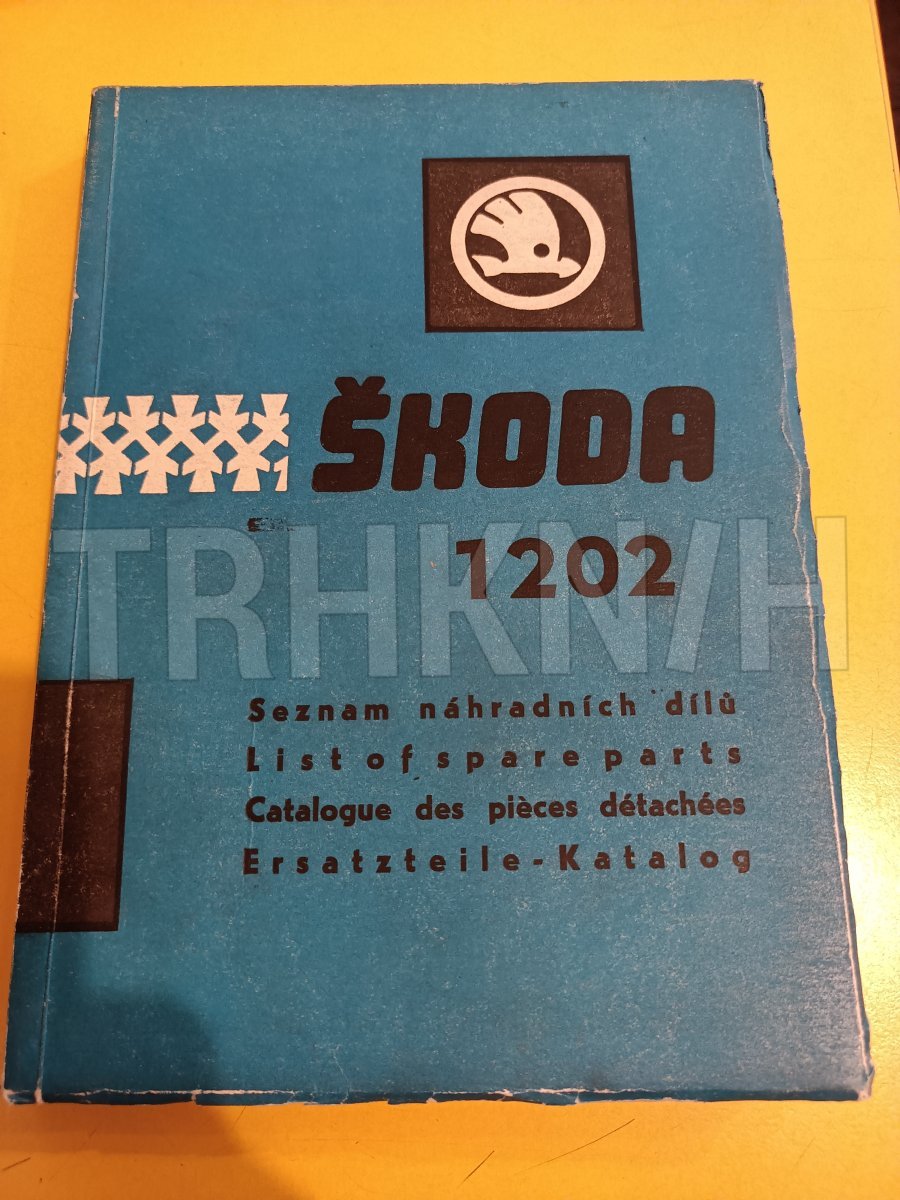 ŠKODA
1202
TRHKNIH
Seznam náhradních dílů
List of spare parts
Catalogue des pièces détachées
Ersatzteile-Katalog